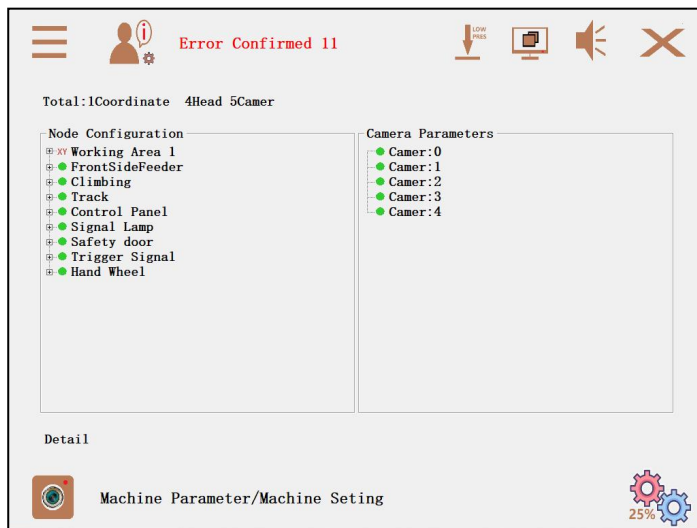 Error Confirmed 11
LOW
PRES
Total:1Coordinate 4Head 5Camer
Node Configuration
XY Working Area 1
FrontSideFeeder
Climbing
Track
Control Panel
Signal Lamp
Safety door
Trigger Signal
Hand Wheel
Camera Parameters
Camer:0
Camer:1
Camer:2
Camer:3
Camer:4
Detail
Machine Parameter/Machine Seting
25%